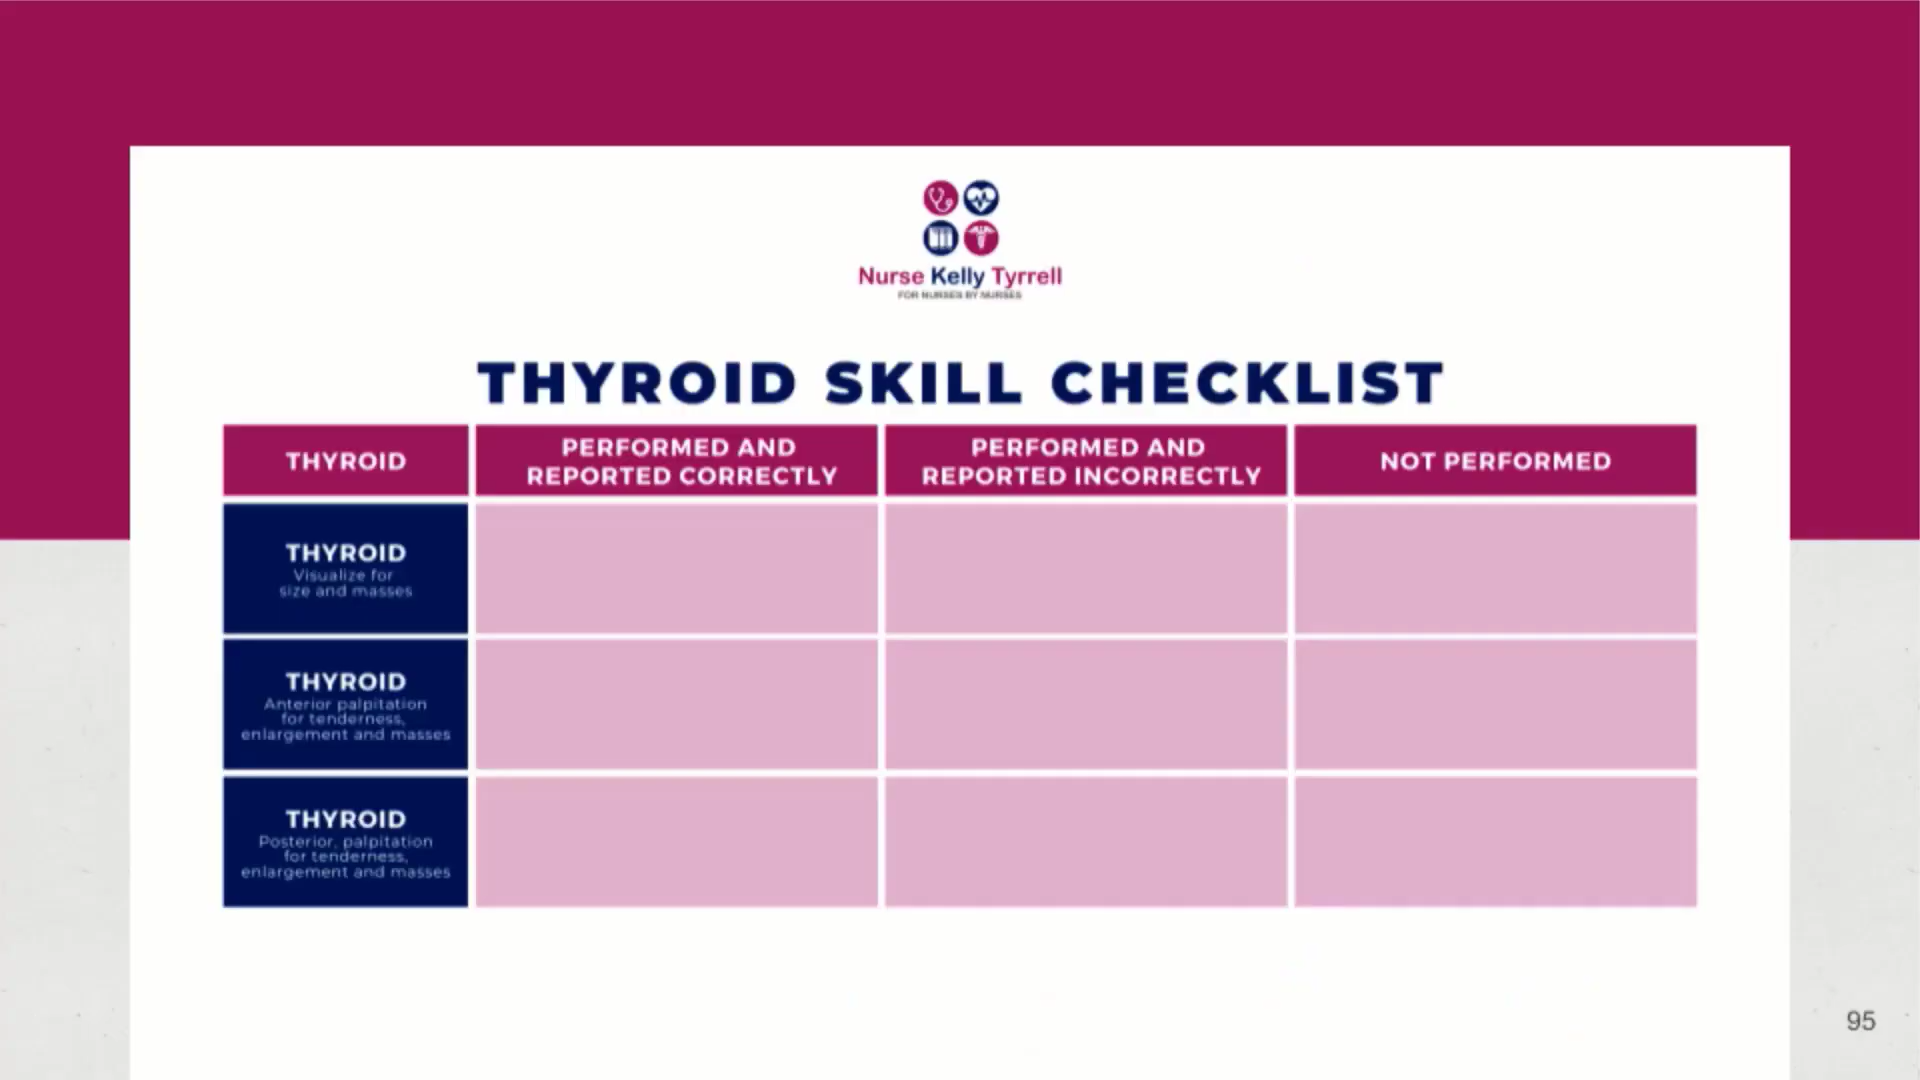 Nurse Kelly Tyrrell
FOR NURSES BY NURSES
THYROID SKILL CHECKLIST
THYROID
PERFORMED AND
REPORTED CORRECTLY
PERFORMED AND
REPORTED INCORRECTLY
NOT PERFORMED
THYROID
Visualize for
size and masses
THYROID
Anterior palpitation
for tenderness,
enlargement and masses
THYROID
Posterior, palpitation
for tenderness,
enlargement and masses
95